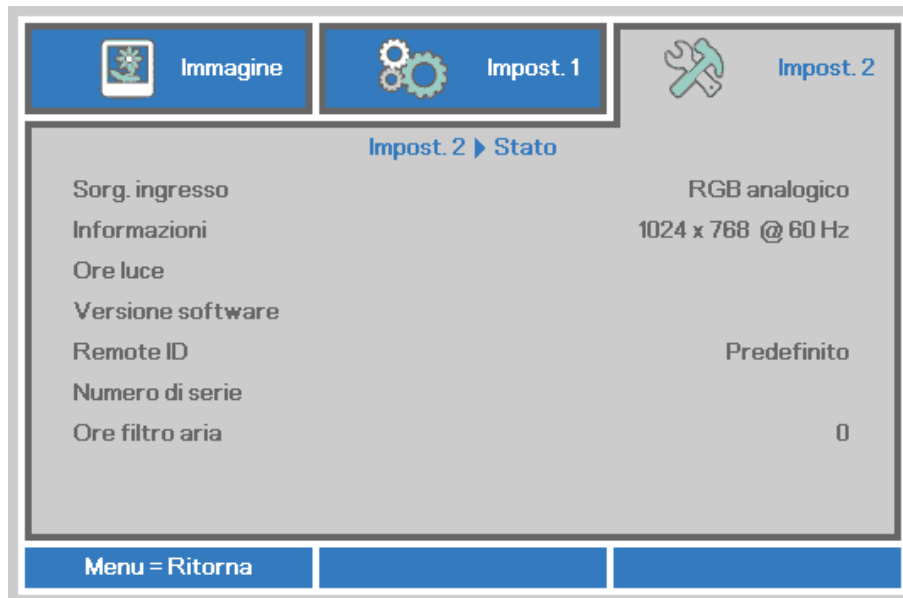 Immagine
Impost. 1
Impost. 2
Impost. 2 ▶ Stato
Sorg. ingresso RGB analogico
Informazioni 1024 x 768 @ 60 Hz
Ore luce
Versione software
Remote ID Predefinito
Numero di serie
Ore filtro aria 0
Menu = Ritorna